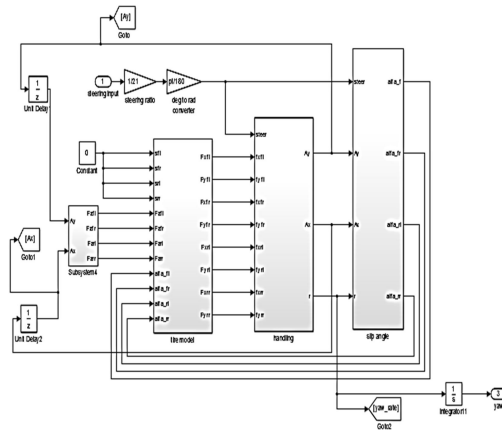 [Ay]
Goto
1
steering input
1/21
steering ratio
pi/180
deg to rad
converter
1
z
Unit Delay
0
Constant
Ay
Ax
Fzfl
Fzfr
Fzrl
Fzrr
Subsystem4
[Ax]
Goto1
1
z
Unit Delay2
sfl
sfr
srl
srr
Fzfl
Fzfr
Fzrl
Fzrr
alfa_fl
alfa_fr
alfa_rl
alfa_rr
Fxfl
Fyfl
Fxfr
Fyfr
Fxrl
Fyrl
Fxrr
Fyrr
tire model
steer
fxfl
fyfl
fxfr
fyfr
fxrl
fyrl
fxrr
fyrr
Ay
Ax
r
handling
steer
Ay
Ax
r
alfa_fl
alfa_fr
alfa_rl
alfa_rr
slip angle
[yaw_rate]
Goto2
1
s
Integrator11
3
yaw